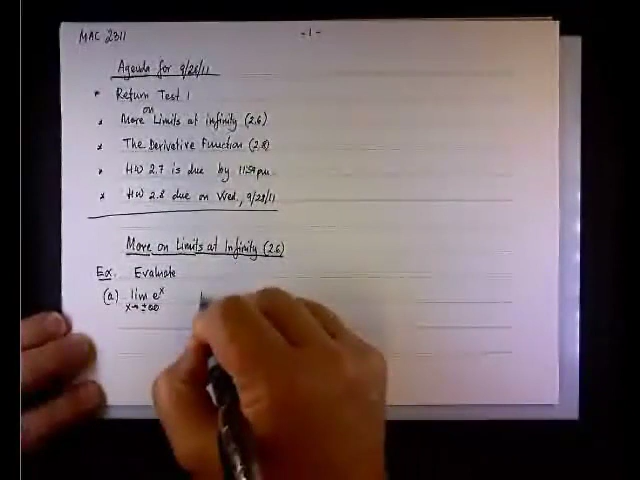 MAC 2311
- 1 -
Agenda for 9/26/11
* Return Test 1
* More on Limits at infinity (2.6)
* The Derivative Function (2.8)
* HW 2.7 is due by 11:59pm
* HW 2.8 due on Wed, 9/28/11
More on Limits at Infinity (2.6)
Ex. Evaluate
(a) lim e^x
x→ ±∞